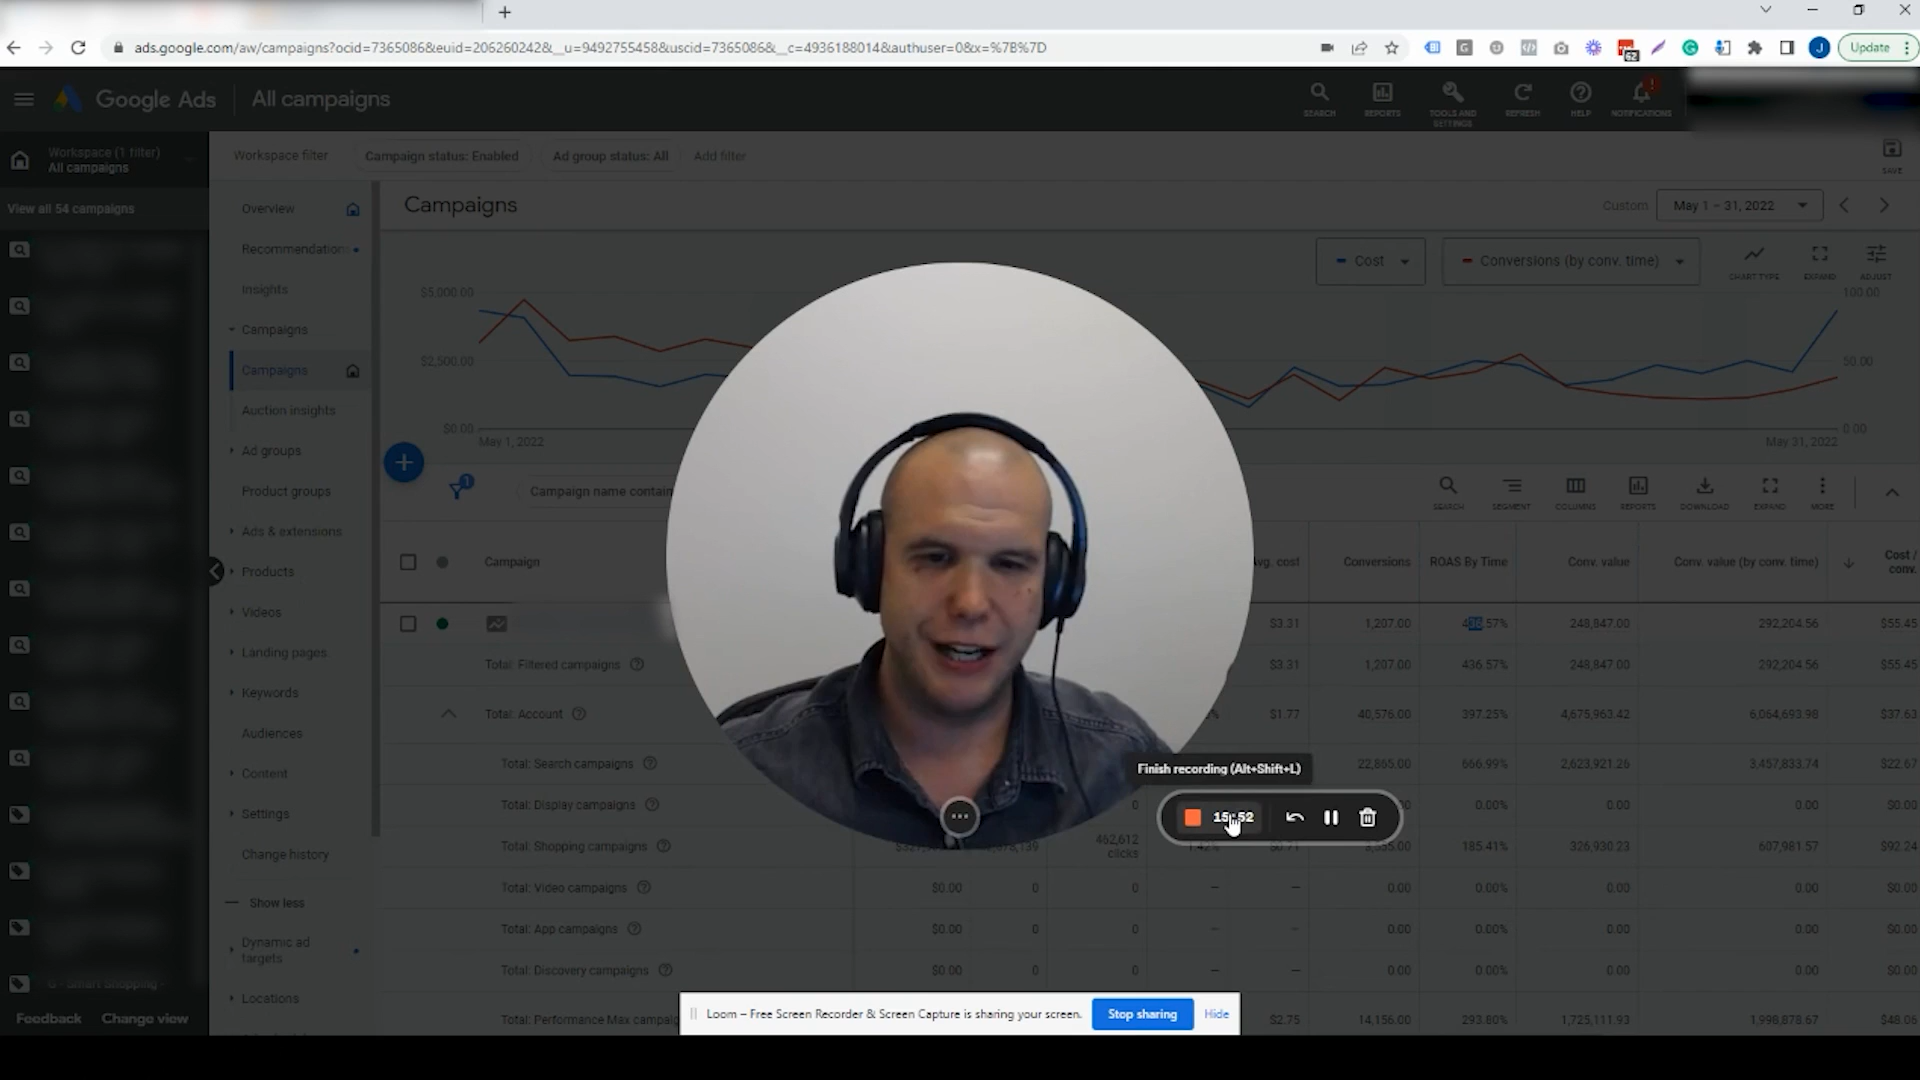 ads.google.com/aw/campaigns?ocid=7365086&euid=206260242&__u=9492755458&uscid=7365086&__c=4936188014&authuser=0&x=%7B%7D
62
J
Update
Google Ads
All campaigns
SEARCH
REPORTS
TOOLS AND SETTINGS
REFRESH
HELP
NOTIFICATIONS
Workspace (1 filter)
All campaigns
Workspace filter
Campaign status: Enabled
Ad group status: All
Add filter
SAVE
View all 54 campaigns
Overview
Recommendations
Insights
Campaigns
Campaigns
Auction insights
Ad groups
Product groups
Ads & extensions
Products
Videos
Landing pages
Keywords
Audiences
Content
Settings
Change history
Show less
Dynamic ad targets
Locations
Feedback
Change view
Campaigns
Custom
May 1 – 31, 2022
Cost
Conversions (by conv. time)
CHART TYPE
EXPAND
ADJUST
$5,000.00
100.00
$2,500.00
50.00
$0.00
0.00
May 1, 2022
May 31, 2022
1
Campaign name contain
SEARCH
SEGMENT
COLUMNS
REPORTS
DOWNLOAD
EXPAND
MORE
Campaign
Avg. cost
Conversions
ROAS By Time
Conv. value
Conv. value (by conv. time)
Cost / conv.
$3.31 1,207.00 436.57% 248,847.00 292,204.56 $55.45
Total: Filtered campaigns $3.31 1,207.00 436.57% 248,847.00 292,204.56 $55.45
Total: Account $1.77 40,576.00 397.25% 4,675,963.42 6,064,693.98 $37.63
Finish recording (Alt+Shift+L)
Total: Search campaigns 22,865.00 666.99% 2,623,921.26 3,457,833.74 $22.67
Total: Display campaigns 0 0.00% 0.00 0.00 $0.00
Total: Shopping campaigns 462,612 clicks 185.41% 326,930.23 607,981.57 $92.24
Total: Video campaigns $0.00 0 0 – – 0.00 0.00% 0.00 0.00 $0.00
Total: App campaigns $0.00 0 0 – – 0.00 0.00% 0.00 0.00 $0.00
Total: Discovery campaigns $0.00 0 0 – – 0.00 0.00% 0.00 0.00 $0.00
Total: Performance Max campaig $2.75 14,156.00 293.80% 1,725,111.93 1,998,878.67 $48.06
Loom – Free Screen Recorder & Screen Capture is sharing your screen.
Stop sharing
Hide